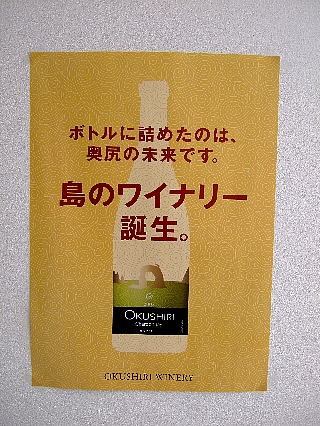 ボトルに詰めたのは、
奥尻の未来です。
島のワイナリー
誕生。
OKUSHIRI
Chardonnay
OKUSHIRI WINERY